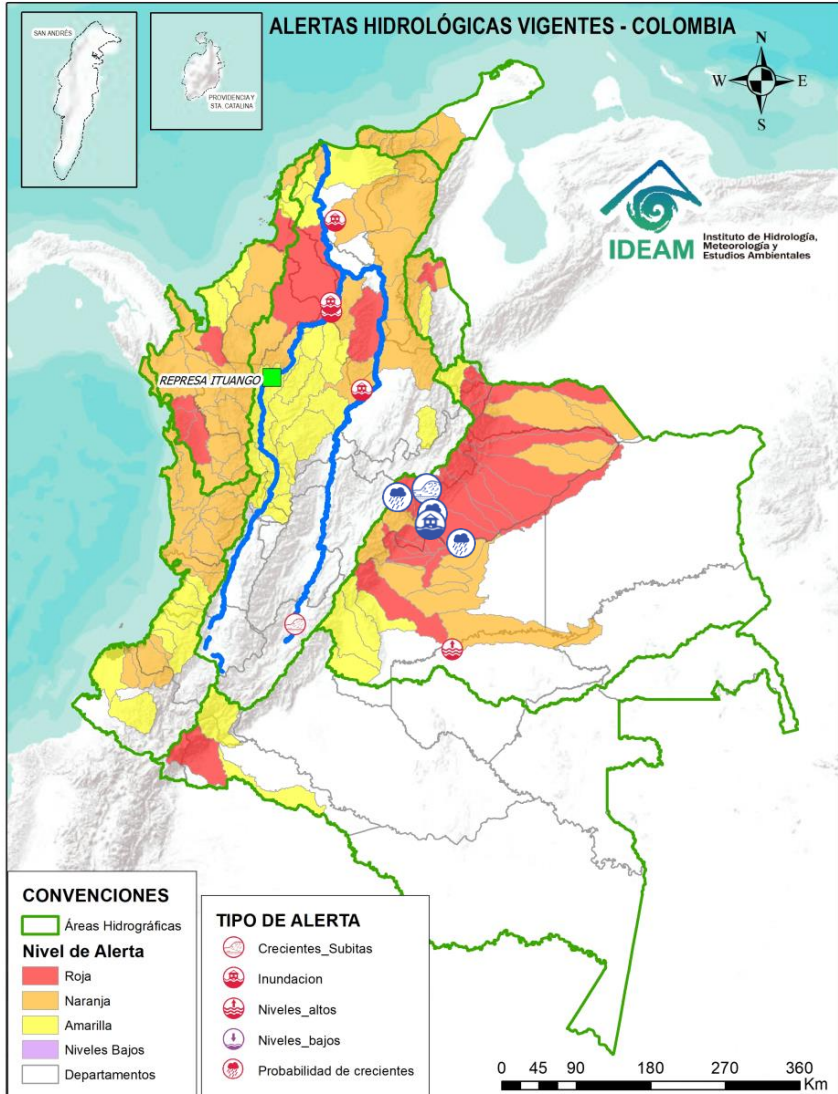 ALERTAS HIDROLÓGICAS VIGENTES - COLOMBIA
SAN ANDRÉS
PROVIDENCIA Y
STA. CATALINA
N
W
E
S
IDEAM
Instituto de Hidrología,
Meteorología y
Estudios Ambientales
REPRESA ITUANGO
CONVENCIONES
Áreas Hidrográficas
Nivel de Alerta
Roja
Naranja
Amarilla
Niveles Bajos
Departamentos
TIPO DE ALERTA
Crecientes_Subitas
Inundacion
Niveles_altos
Niveles_bajos
Probabilidad de crecientes
0 45 90 180 270 360
Km